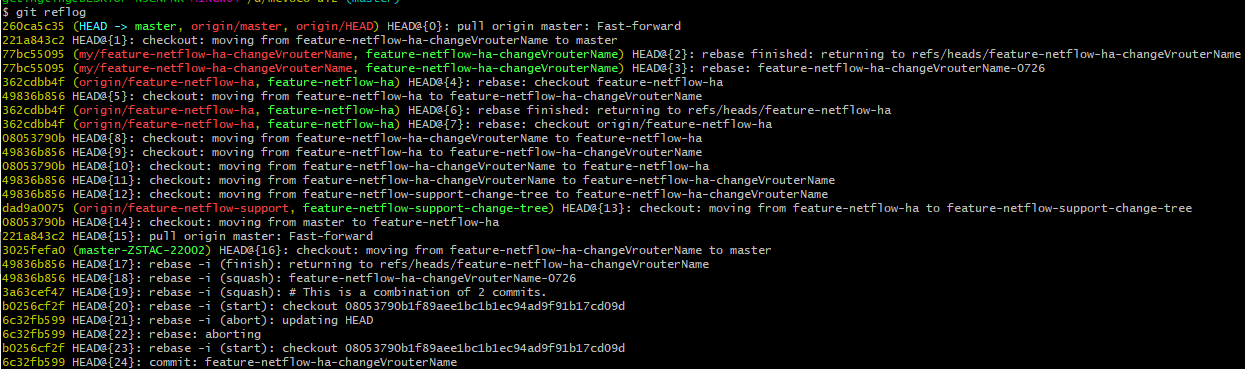 $ git reflog
260ca5c35 (HEAD -> master, origin/master, origin/HEAD) HEAD@{0}: pull origin master: Fast-forward
221a843c2 HEAD@{1}: checkout: moving from feature-netflow-ha-changeVrouterName to master
77bc55095 (my/feature-netflow-ha-changeVrouterName, feature-netflow-ha-changeVrouterName) HEAD@{2}: rebase finished: returning to refs/heads/feature-netflow-ha-changeVrouterName
77bc55095 (my/feature-netflow-ha-changeVrouterName, feature-netflow-ha-changeVrouterName) HEAD@{3}: rebase: feature-netflow-ha-changeVrouterName-0726
362cdbb4f (origin/feature-netflow-ha, feature-netflow-ha) HEAD@{4}: rebase: checkout feature-netflow-ha
49836b856 HEAD@{5}: checkout: moving from feature-netflow-ha to feature-netflow-ha-changeVrouterName
362cdbb4f (origin/feature-netflow-ha, feature-netflow-ha) HEAD@{6}: rebase finished: returning to refs/heads/feature-netflow-ha
362cdbb4f (origin/feature-netflow-ha, feature-netflow-ha) HEAD@{7}: rebase: checkout origin/feature-netflow-ha
08053790b HEAD@{8}: checkout: moving from feature-netflow-ha-changeVrouterName to feature-netflow-ha
49836b856 HEAD@{9}: checkout: moving from feature-netflow-ha to feature-netflow-ha-changeVrouterName
08053790b HEAD@{10}: checkout: moving from feature-netflow-ha-changeVrouterName to feature-netflow-ha
49836b856 HEAD@{11}: checkout: moving from feature-netflow-ha-changeVrouterName to feature-netflow-ha-changeVrouterName
49836b856 HEAD@{12}: checkout: moving from feature-netflow-support-change-tree to feature-netflow-ha-changeVrouterName
dad9a0075 (origin/feature-netflow-support, feature-netflow-support-change-tree) HEAD@{13}: checkout: moving from feature-netflow-ha to feature-netflow-support-change-tree
08053790b HEAD@{14}: checkout: moving from master to feature-netflow-ha
221a843c2 HEAD@{15}: pull origin master: Fast-forward
3025fefa0 (master-ZSTAC-22002) HEAD@{16}: checkout: moving from feature-netflow-ha-changeVrouterName to master
49836b856 HEAD@{17}: rebase -i (finish): returning to refs/heads/feature-netflow-ha-changeVrouterName
49836b856 HEAD@{18}: rebase -i (squash): feature-netflow-ha-changeVrouterName-0726
3a63cef47 HEAD@{19}: rebase -i (squash): # This is a combination of 2 commits.
b0256cf2f HEAD@{20}: rebase -i (start): checkout 08053790b1f89aee1bc1b1ec94ad9f91b17cd09d
6c32fb599 HEAD@{21}: rebase -i (abort): updating HEAD
6c32fb599 HEAD@{22}: rebase: aborting
b0256cf2f HEAD@{23}: rebase -i (start): checkout 08053790b1f89aee1bc1b1ec94ad9f91b17cd09d
6c32fb599 HEAD@{24}: commit: feature-netflow-ha-changeVrouterName